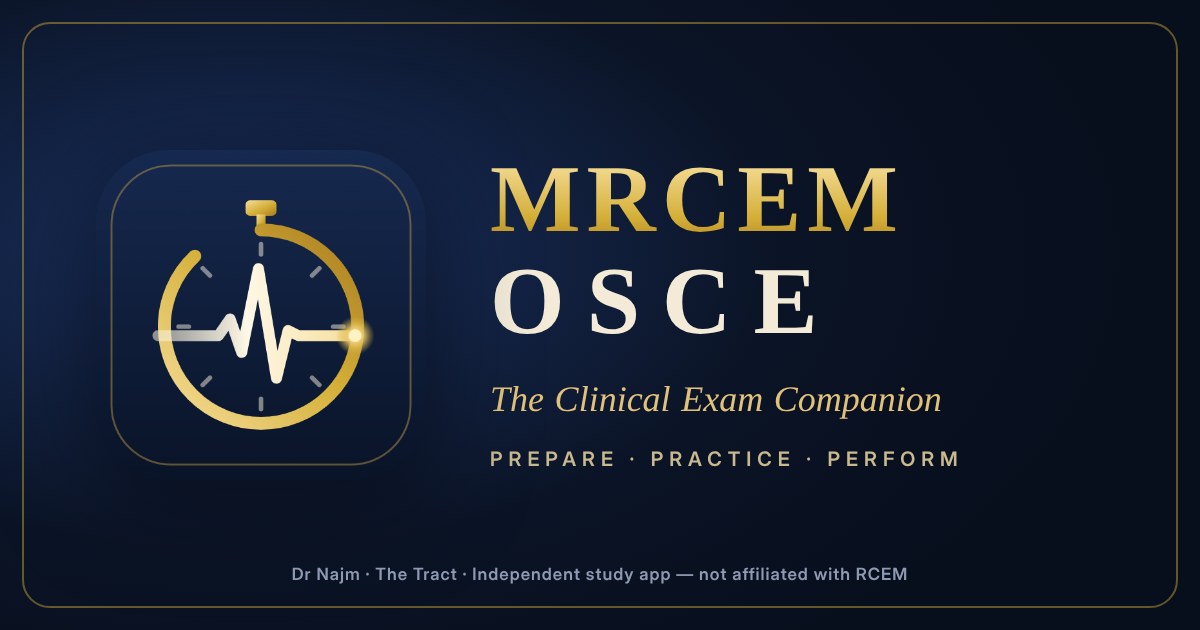 MRCEM
OSCE
The Clinical Exam Companion
PREPARE · PRACTICE · PERFORM
Dr Najm · The Tract · Independent study app — not affiliated with RCEM